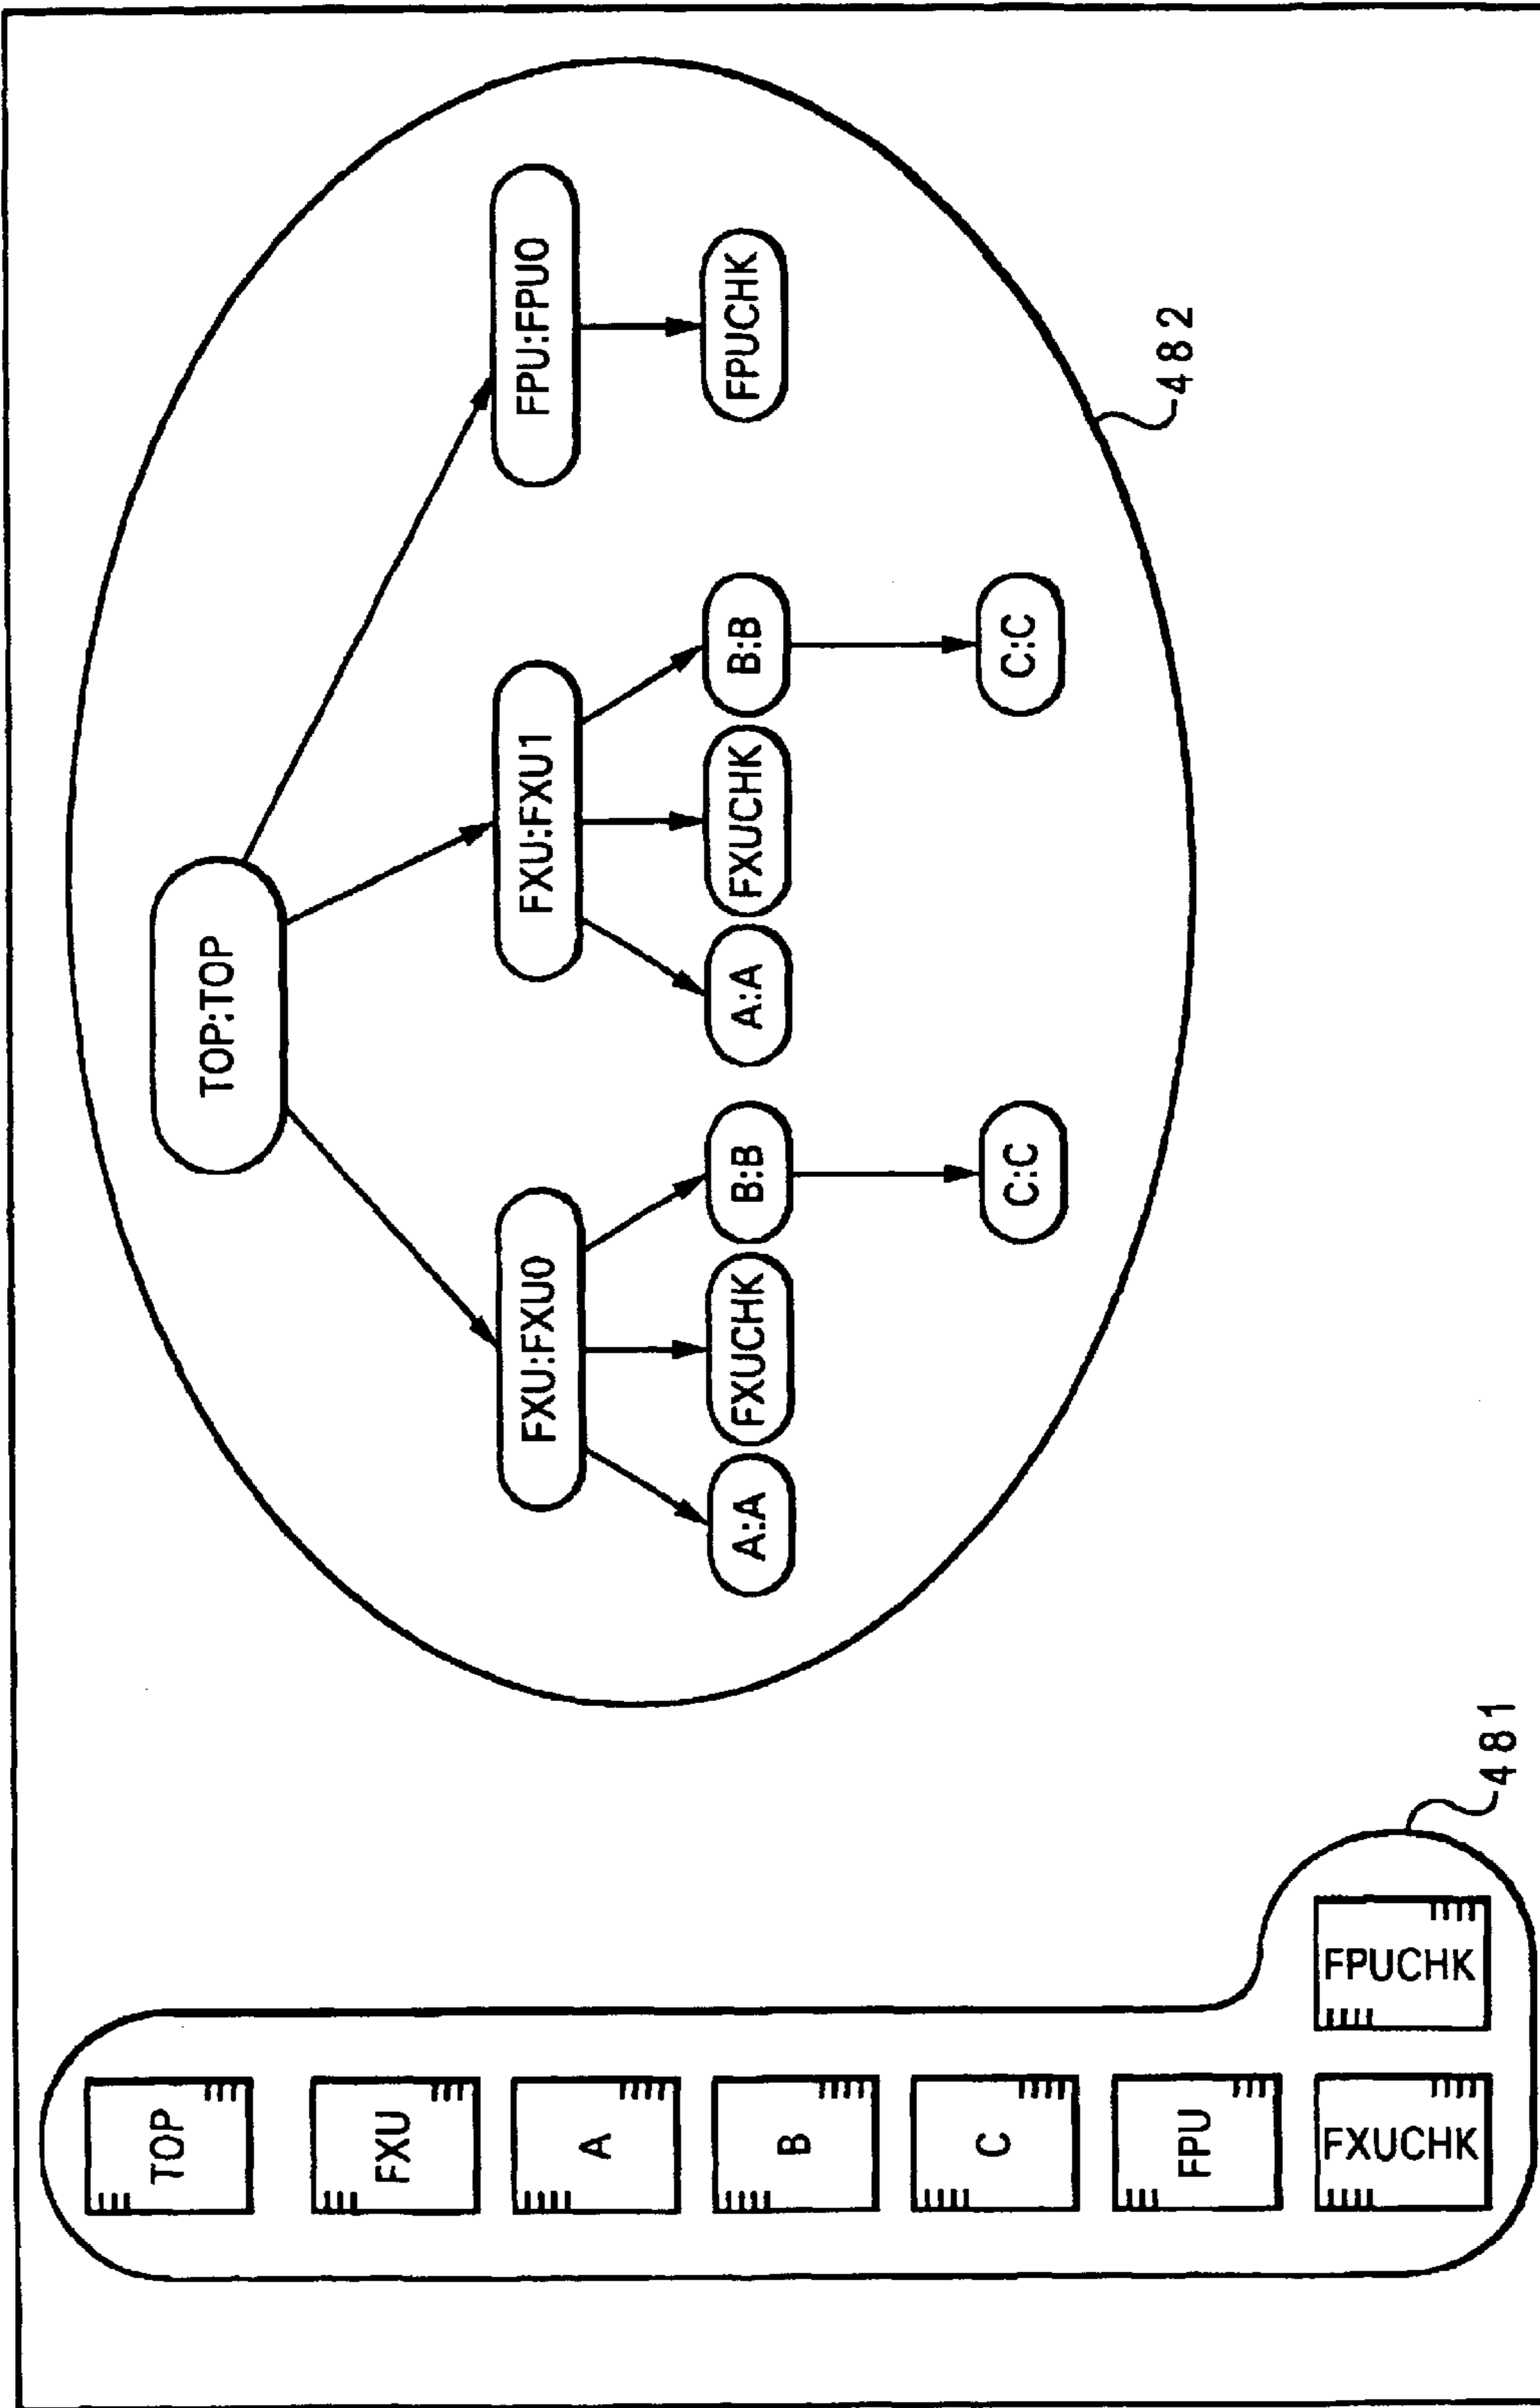 TOP
FXU
A
B
C
FPU
FXUCHK
FPUCHK
481
TOP:TOP
FXU:FXU0
FXU:FXU1
FPU:FPU0
A:A
FXUCHK
B:B
A:A
FXUCHK
B:B
FPUCHK
C:C
C:C
482